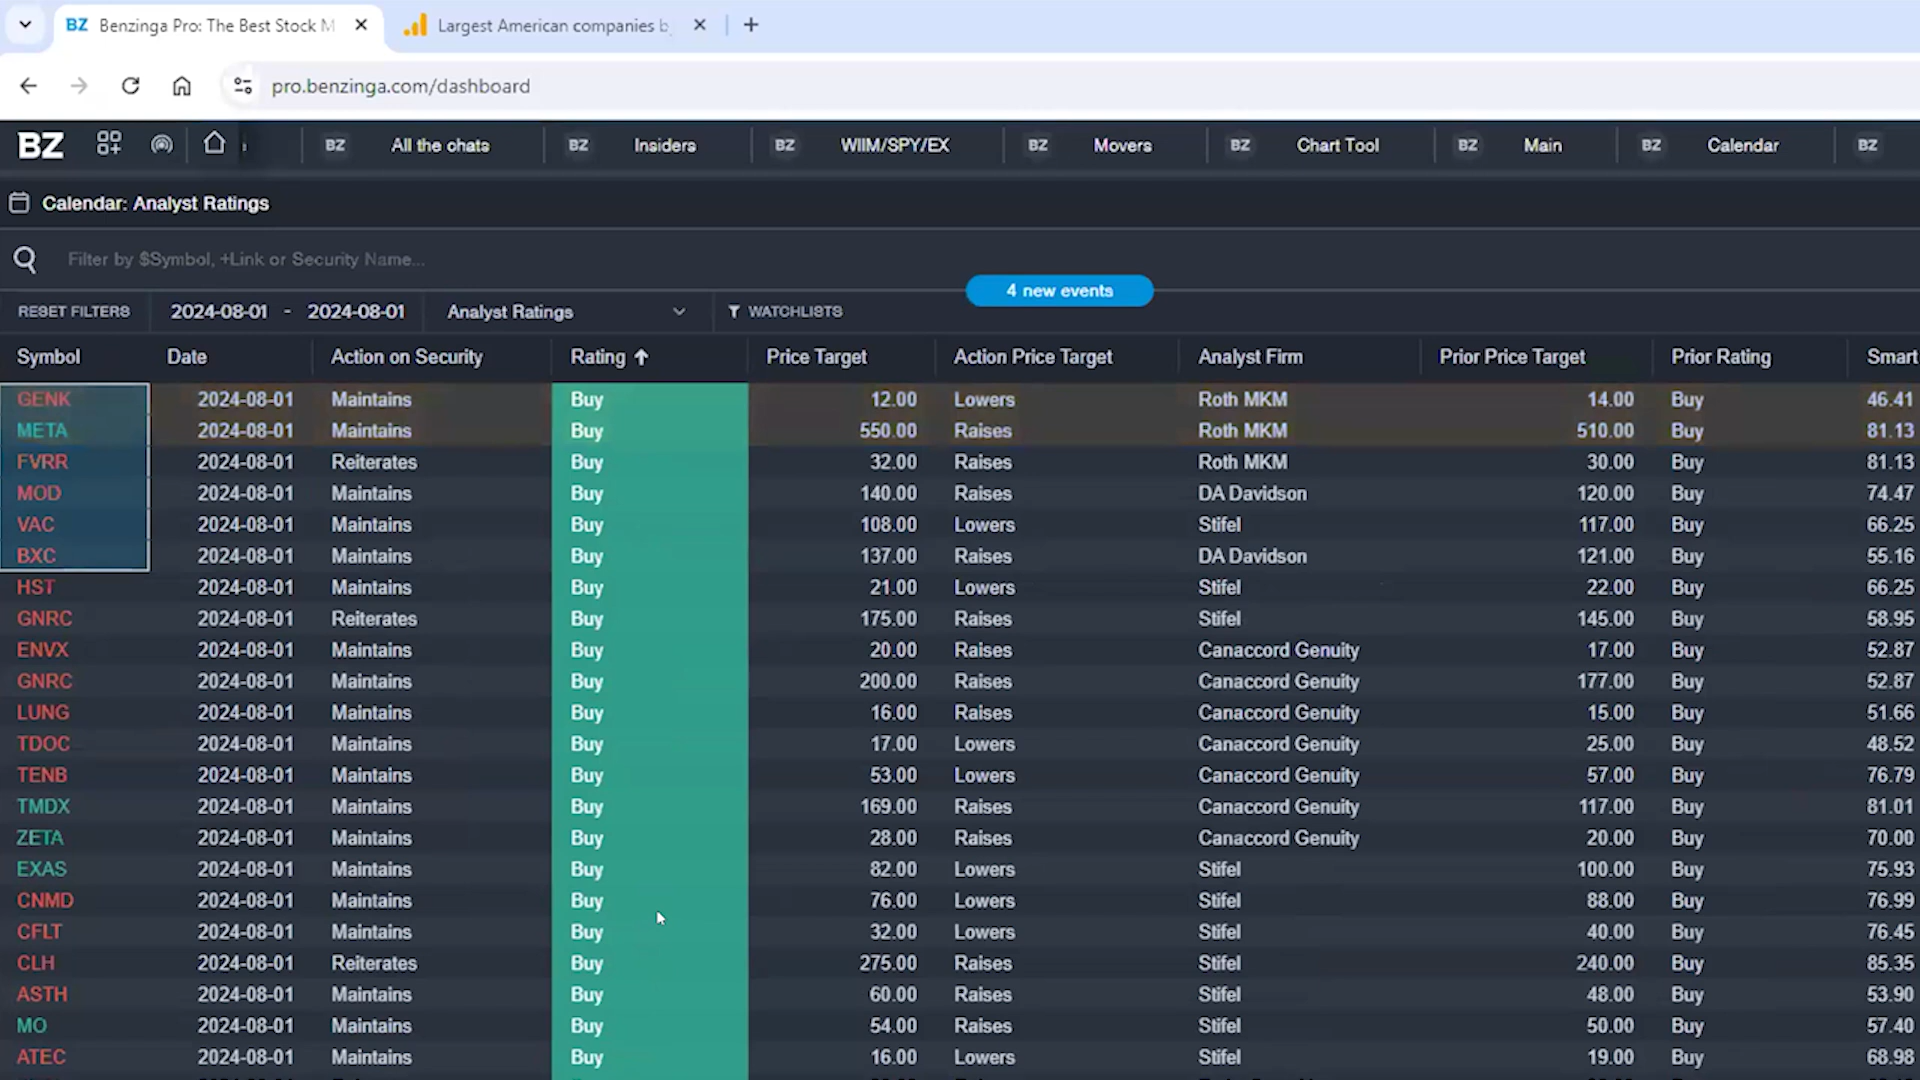 BZ Benzinga Pro: The Best Stock M
Largest American companies b
pro.benzinga.com/dashboard
BZ BZ All the chats BZ Insiders BZ WIIM/SPY/EX BZ Movers BZ Chart Tool BZ Main BZ Calendar BZ
Calendar: Analyst Ratings
Filter by $Symbol, +Link or Security Name...
4 new events
RESET FILTERS 2024-08-01 - 2024-08-01 Analyst Ratings WATCHLISTS
Symbol Date Action on Security Rating Price Target Action Price Target Analyst Firm Prior Price Target Prior Rating Smart
GENK 2024-08-01 Maintains Buy 12.00 Lowers Roth MKM 14.00 Buy 46.41
META 2024-08-01 Maintains Buy 550.00 Raises Roth MKM 510.00 Buy 81.13
FVRR 2024-08-01 Reiterates Buy 32.00 Raises Roth MKM 30.00 Buy 81.13
MOD 2024-08-01 Maintains Buy 140.00 Raises DA Davidson 120.00 Buy 74.47
VAC 2024-08-01 Maintains Buy 108.00 Lowers Stifel 117.00 Buy 66.25
BXC 2024-08-01 Maintains Buy 137.00 Raises DA Davidson 121.00 Buy 55.16
HST 2024-08-01 Maintains Buy 21.00 Lowers Stifel 22.00 Buy 66.25
GNRC 2024-08-01 Reiterates Buy 175.00 Raises Stifel 145.00 Buy 58.95
ENVX 2024-08-01 Maintains Buy 20.00 Raises Canaccord Genuity 17.00 Buy 52.87
GNRC 2024-08-01 Maintains Buy 200.00 Raises Canaccord Genuity 177.00 Buy 52.87
LUNG 2024-08-01 Maintains Buy 16.00 Raises Canaccord Genuity 15.00 Buy 51.66
TDOC 2024-08-01 Maintains Buy 17.00 Lowers Canaccord Genuity 25.00 Buy 48.52
TENB 2024-08-01 Maintains Buy 53.00 Lowers Canaccord Genuity 57.00 Buy 76.79
TMDX 2024-08-01 Maintains Buy 169.00 Raises Canaccord Genuity 117.00 Buy 81.01
ZETA 2024-08-01 Maintains Buy 28.00 Raises Canaccord Genuity 20.00 Buy 70.00
EXAS 2024-08-01 Maintains Buy 82.00 Lowers Stifel 100.00 Buy 75.93
CNMD 2024-08-01 Maintains Buy 76.00 Lowers Stifel 88.00 Buy 76.99
CFLT 2024-08-01 Maintains Buy 32.00 Lowers Stifel 40.00 Buy 76.45
CLH 2024-08-01 Reiterates Buy 275.00 Raises Stifel 240.00 Buy 85.35
ASTH 2024-08-01 Maintains Buy 60.00 Raises Stifel 48.00 Buy 53.90
MO 2024-08-01 Maintains Buy 54.00 Raises Stifel 50.00 Buy 57.40
ATEC 2024-08-01 Maintains Buy 16.00 Lowers Stifel 19.00 Buy 68.98